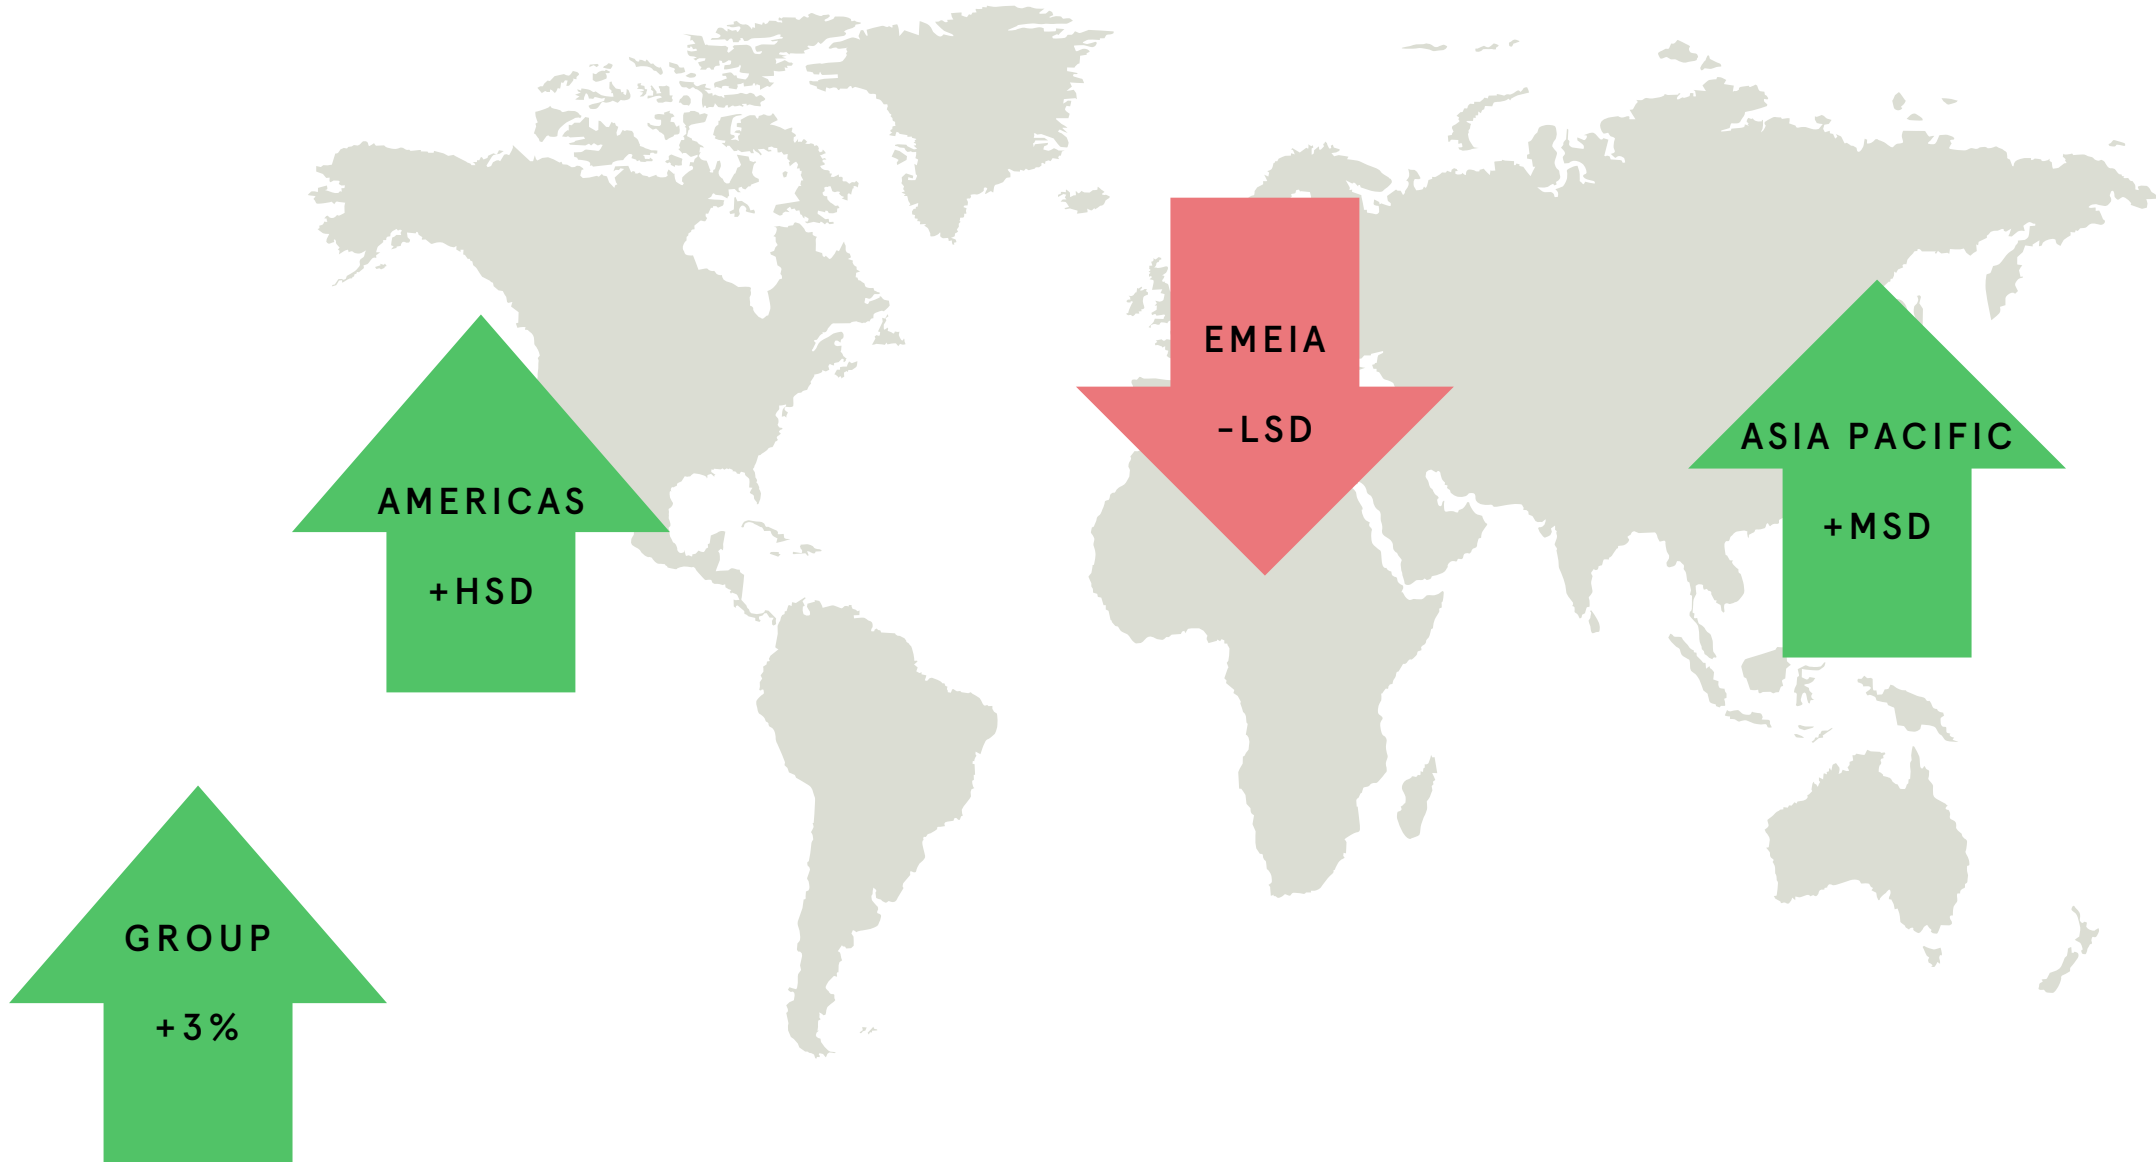 EMEIA
-LSD
ASIA PACIFIC
+MSD
AMERICAS
+HSD
GROUP
+3%